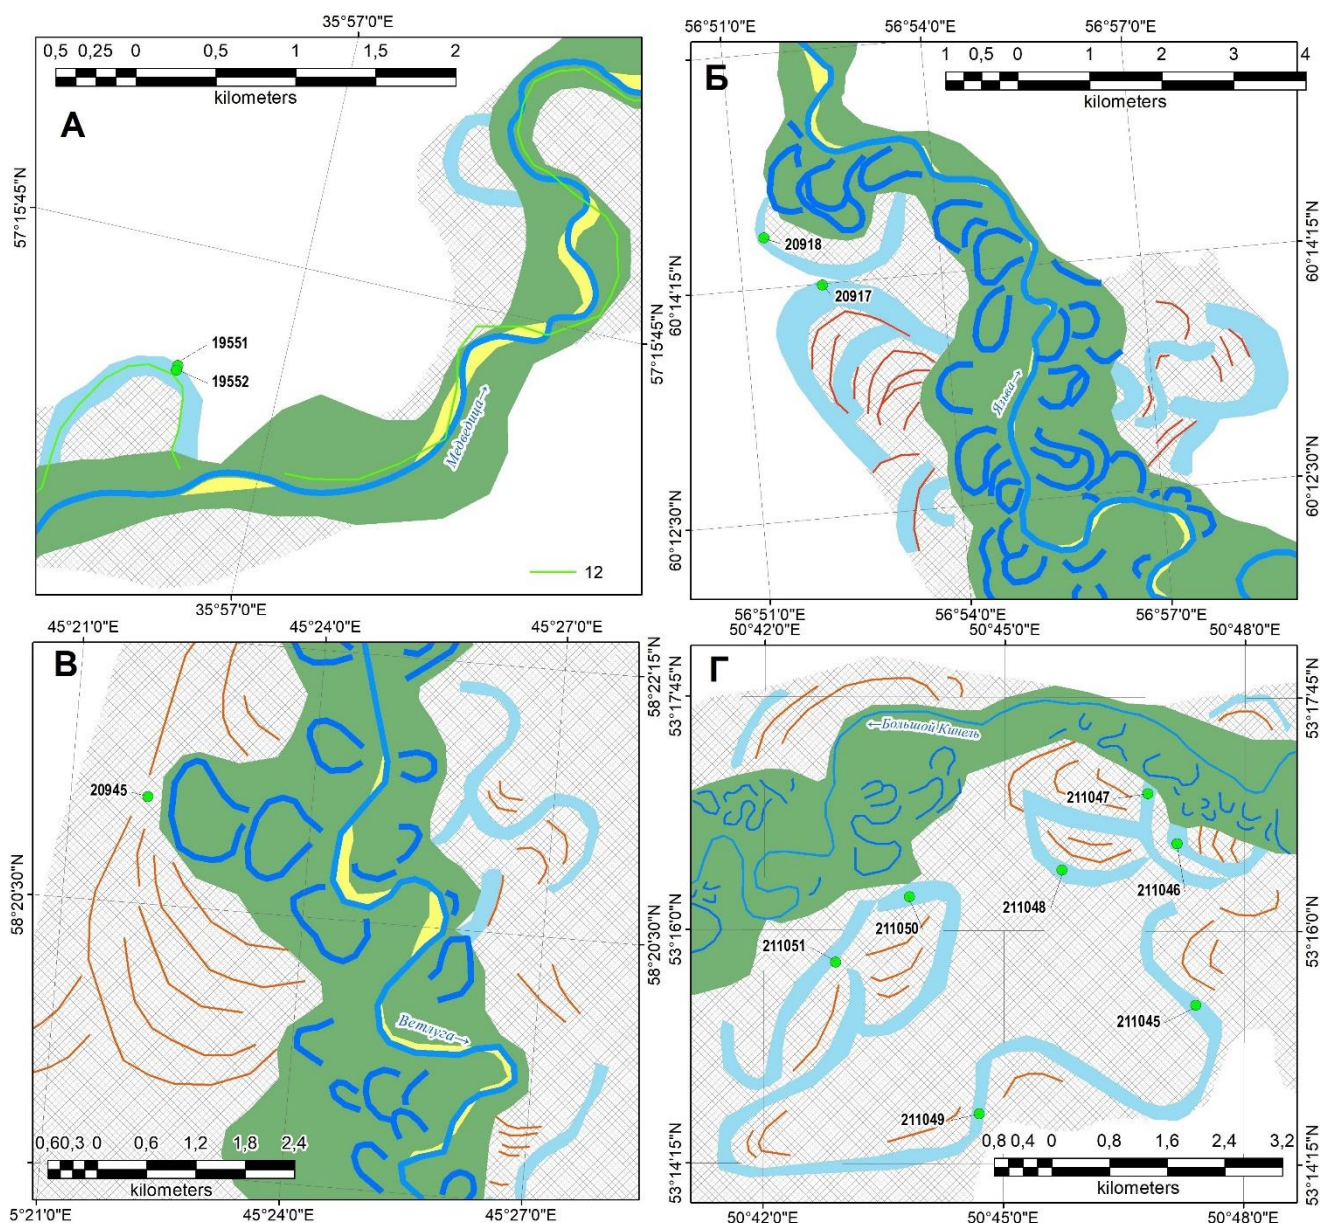 35°57'0"E
0,5 0,25 0 0,5 1 1,5 2
kilometers
А
57°15'45"N
57°15'45"N
19551
19552
Медведица→
12
35°57'0"E
56°51'0"E 56°54'0"E 56°57'0"E
1 0,5 0 1 2 3 4
kilometers
Б
20918
20917
60°14'15"N
60°14'15"N
Язьва→
60°12'30"N
60°12'30"N
56°51'0"E 56°54'0"E 56°57'0"E
45°21'0"E 45°24'0"E 45°27'0"E
В
58°22'15"N
20945
58°20'30"N
58°20'30"N
Ветлуга→
0,60,3 0 0,6 1,2 1,8 2,4
kilometers
5°21'0"E 45°24'0"E 45°27'0"E
50°42'0"E 50°45'0"E 50°48'0"E
Г
53°17'45"N
53°17'45"N
←Большой Кинель
211047
211048
211046
211050
211051
53°16'0"N
53°16'0"N
211045
211049
0,8 0,4 0 0,8 1,6 2,4 3,2
kilometers
53°14'15"N
53°14'15"N
50°42'0"E 50°45'0"E 50°48'0"E